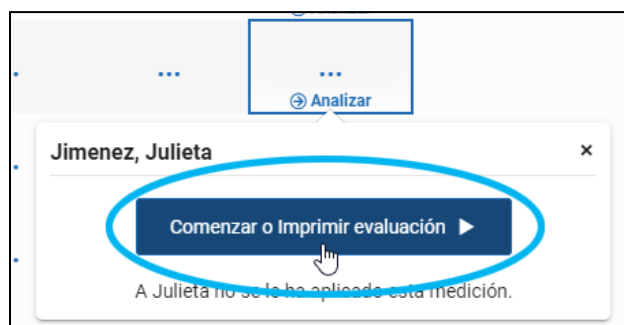 Analizar
Jimenez, Julieta ×
Comenzar o Imprimir evaluación ▶
A Julieta no se le ha aplicado esta medición.